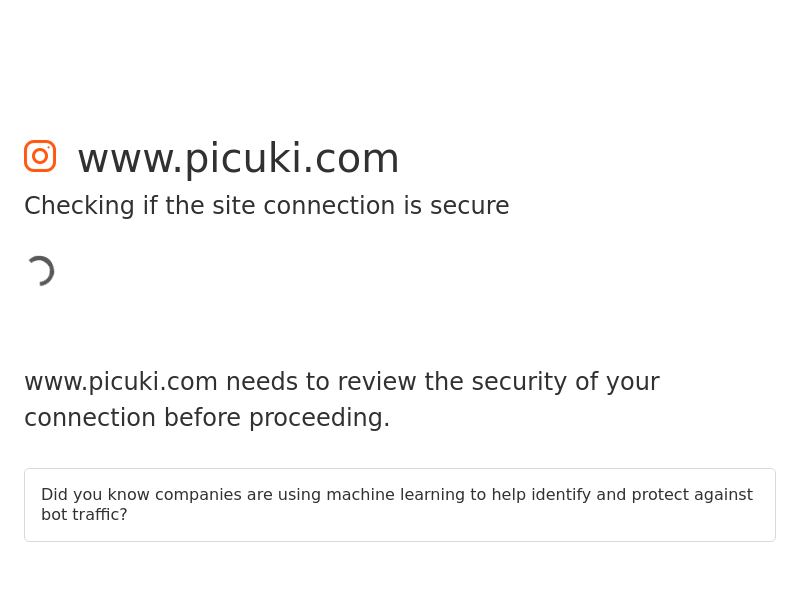 www.picuki.com
Checking if the site connection is secure
www.picuki.com needs to review the security of your
connection before proceeding.
Did you know companies are using machine learning to help identify and protect against
bot traffic?